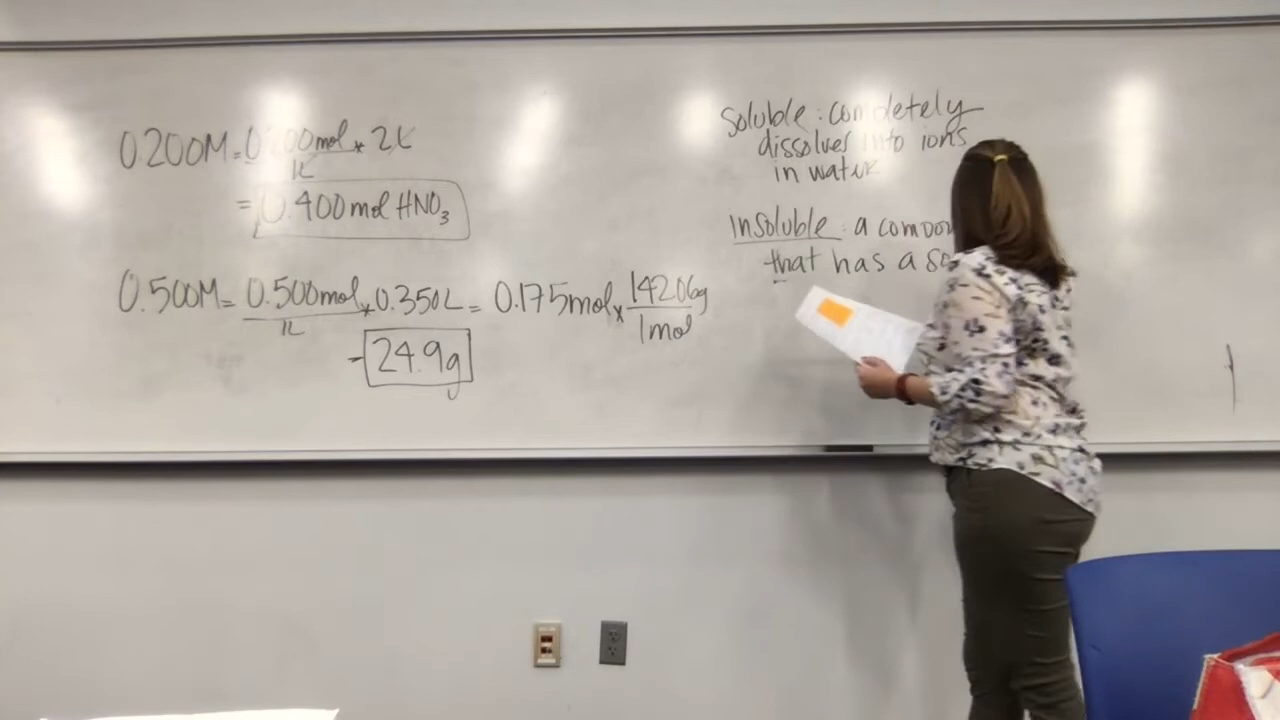 0.200M = 0.200mol * 2L
1L
= 0.400 mol HNO₃
0.500M = 0.500mol * 0.350L = 0.175mol x 142.06g
1L 1mol
- 24.9g
Soluble : completely
dissolves into ions
in water
Insoluble : a
that has a